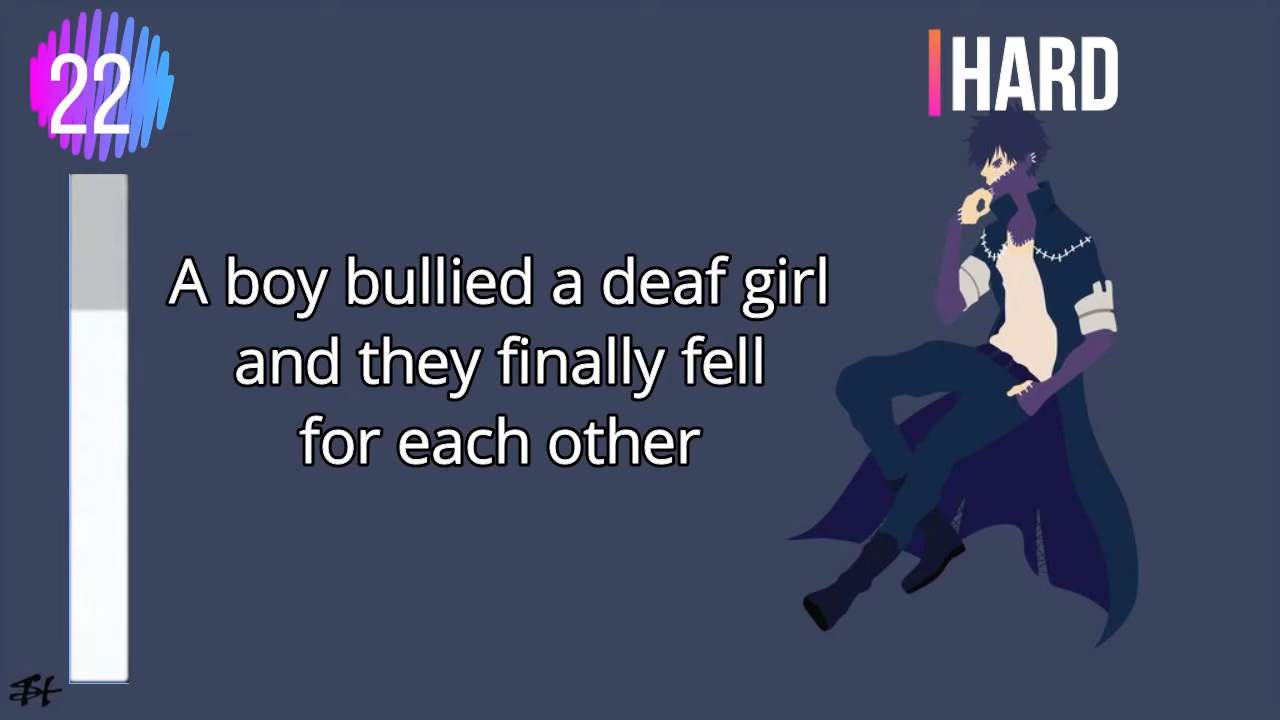 22
HARD
A boy bullied a deaf girl
and they finally fell
for each other